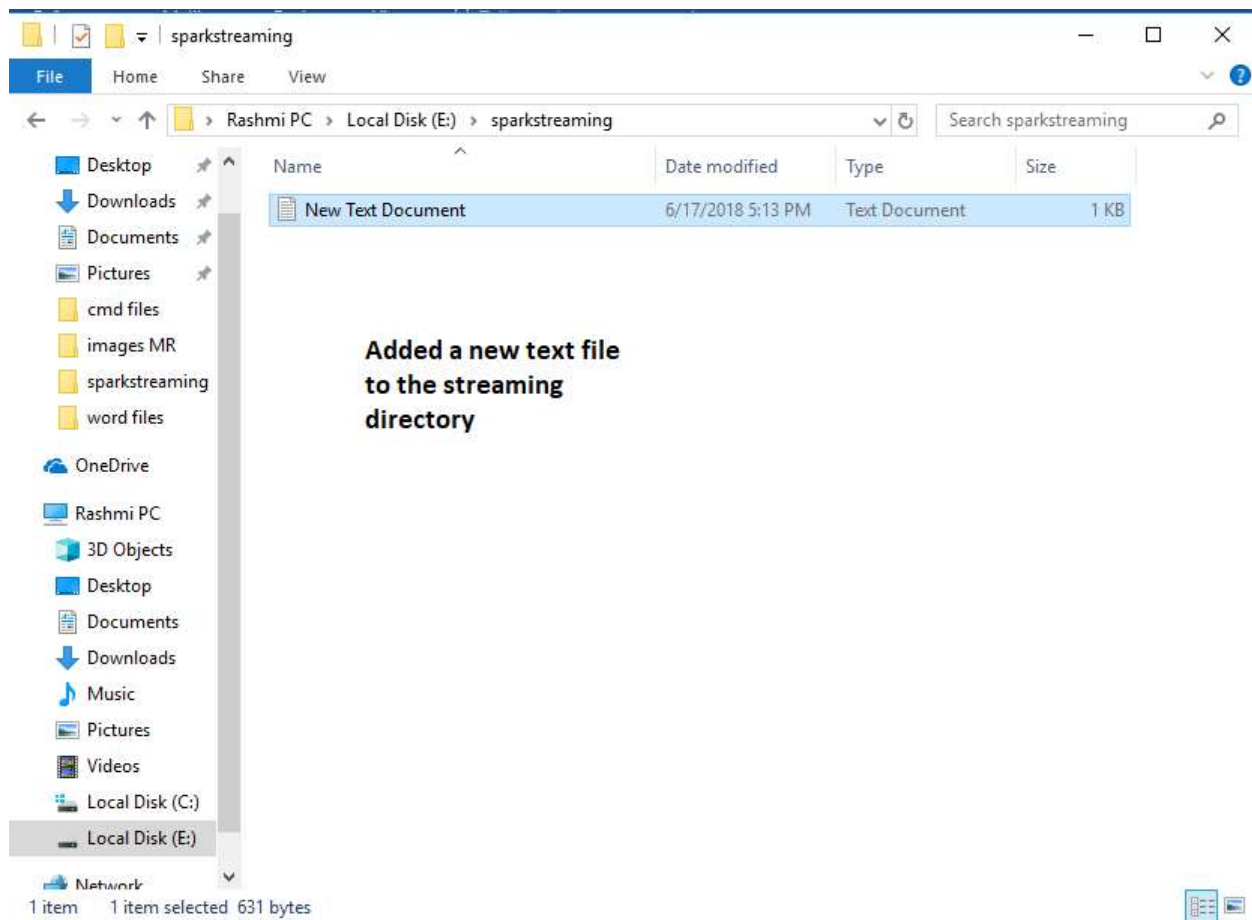 sparkstreaming
File Home Share View
Rashmi PC › Local Disk (E:) › sparkstreaming
Search sparkstreaming
Name Date modified Type Size
New Text Document 6/17/2018 5:13 PM Text Document 1 KB
Desktop
Downloads
Documents
Pictures
cmd files
images MR
sparkstreaming
word files
OneDrive
Rashmi PC
3D Objects
Desktop
Documents
Downloads
Music
Pictures
Videos
Local Disk (C:)
Local Disk (E:)
Network
Added a new text file
to the streaming
directory
1 item 1 item selected 631 bytes